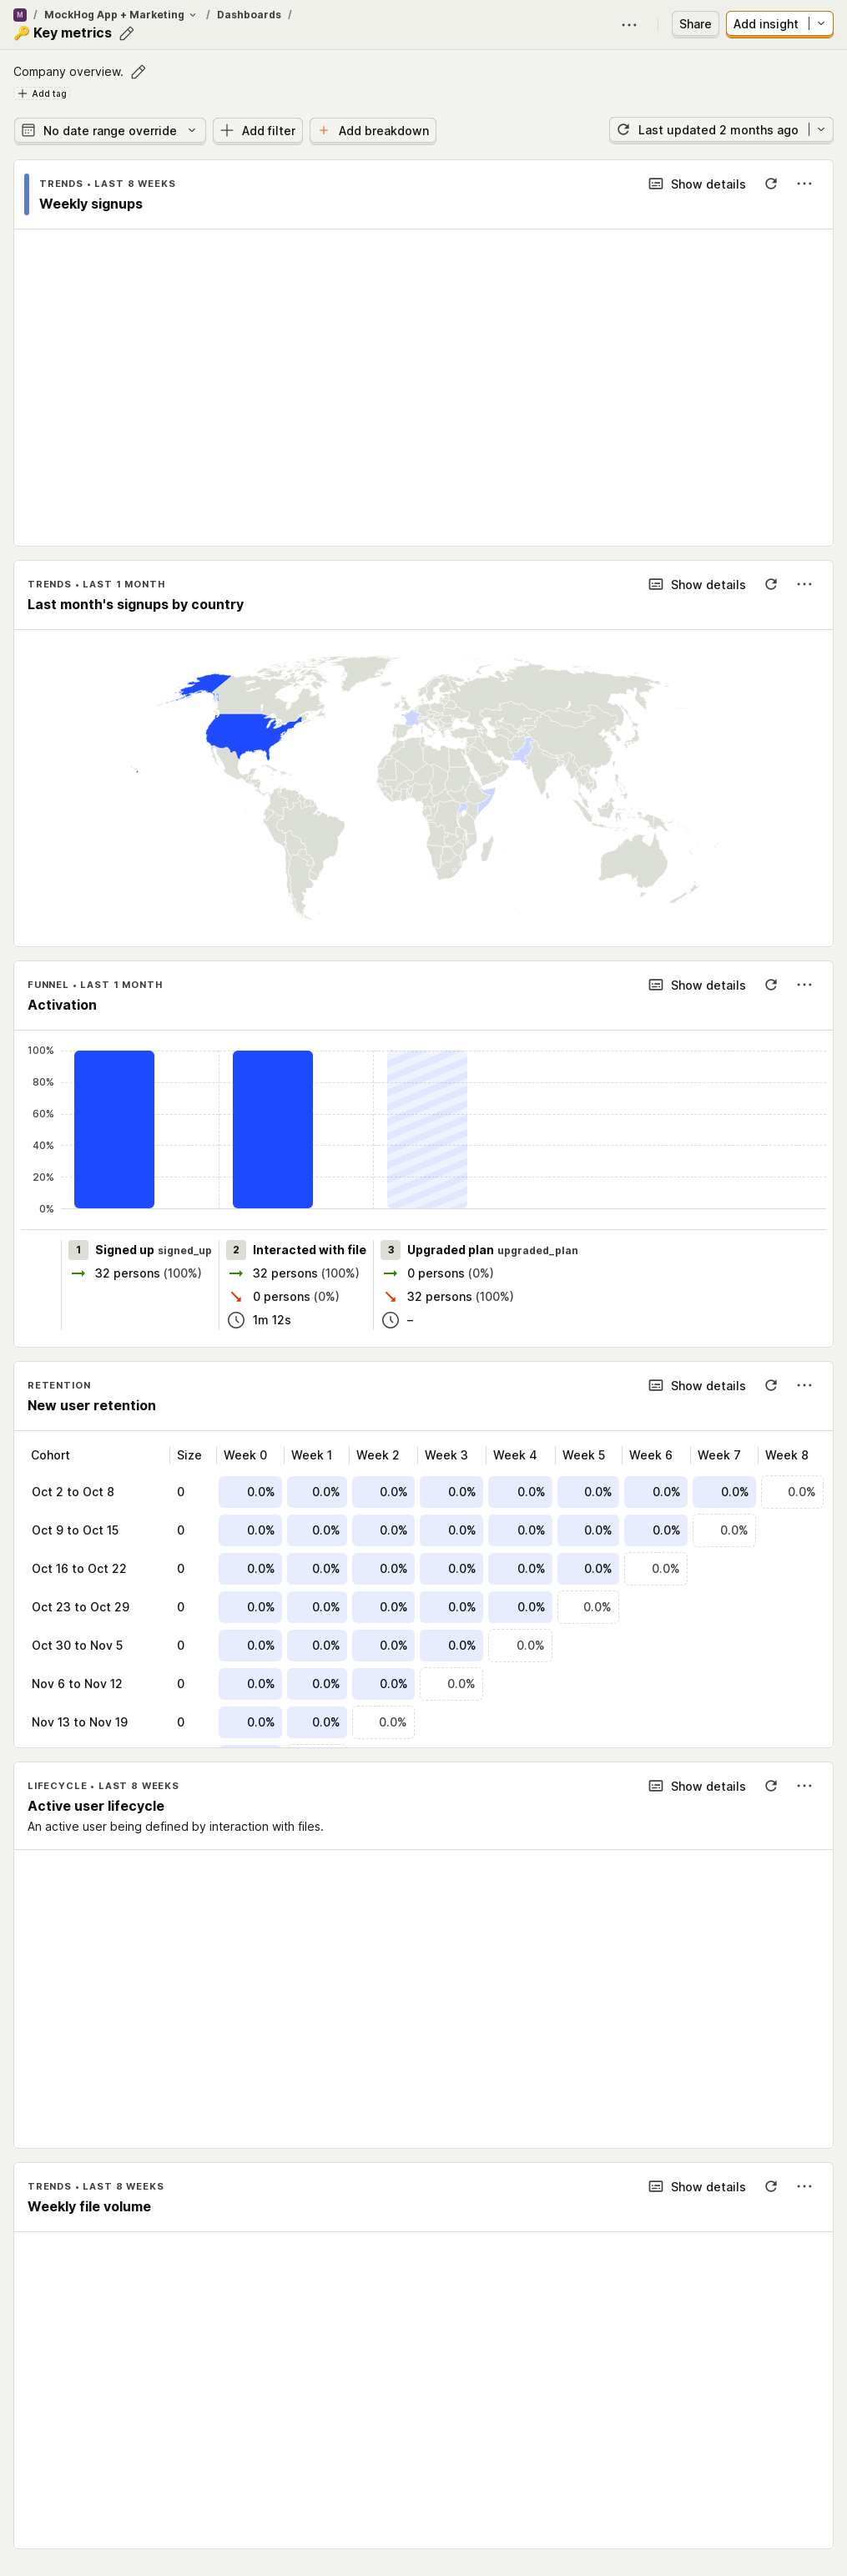 M / MockHog App + Marketing / Dashboards /
🔑 Key metrics
Share
Add insight
Company overview.
Add tag
No date range override
Add filter
Add breakdown
Last updated 2 months ago
TRENDS • LAST 8 WEEKS
Show details
Weekly signups
TRENDS • LAST 1 MONTH
Show details
Last month's signups by country
FUNNEL • LAST 1 MONTH
Show details
Activation
100%
80%
60%
40%
20%
0%
1 Signed up signed_up
32 persons (100%)
2 Interacted with file
32 persons (100%)
0 persons (0%)
1m 12s
3 Upgraded plan upgraded_plan
0 persons (0%)
32 persons (100%)
–
RETENTION
Show details
New user retention
Cohort Size Week 0 Week 1 Week 2 Week 3 Week 4 Week 5 Week 6 Week 7 Week 8
Oct 2 to Oct 8 0 0.0% 0.0% 0.0% 0.0% 0.0% 0.0% 0.0% 0.0% 0.0%
Oct 9 to Oct 15 0 0.0% 0.0% 0.0% 0.0% 0.0% 0.0% 0.0% 0.0%
Oct 16 to Oct 22 0 0.0% 0.0% 0.0% 0.0% 0.0% 0.0% 0.0%
Oct 23 to Oct 29 0 0.0% 0.0% 0.0% 0.0% 0.0% 0.0%
Oct 30 to Nov 5 0 0.0% 0.0% 0.0% 0.0% 0.0%
Nov 6 to Nov 12 0 0.0% 0.0% 0.0% 0.0%
Nov 13 to Nov 19 0 0.0% 0.0% 0.0%
LIFECYCLE • LAST 8 WEEKS
Show details
Active user lifecycle
An active user being defined by interaction with files.
TRENDS • LAST 8 WEEKS
Show details
Weekly file volume